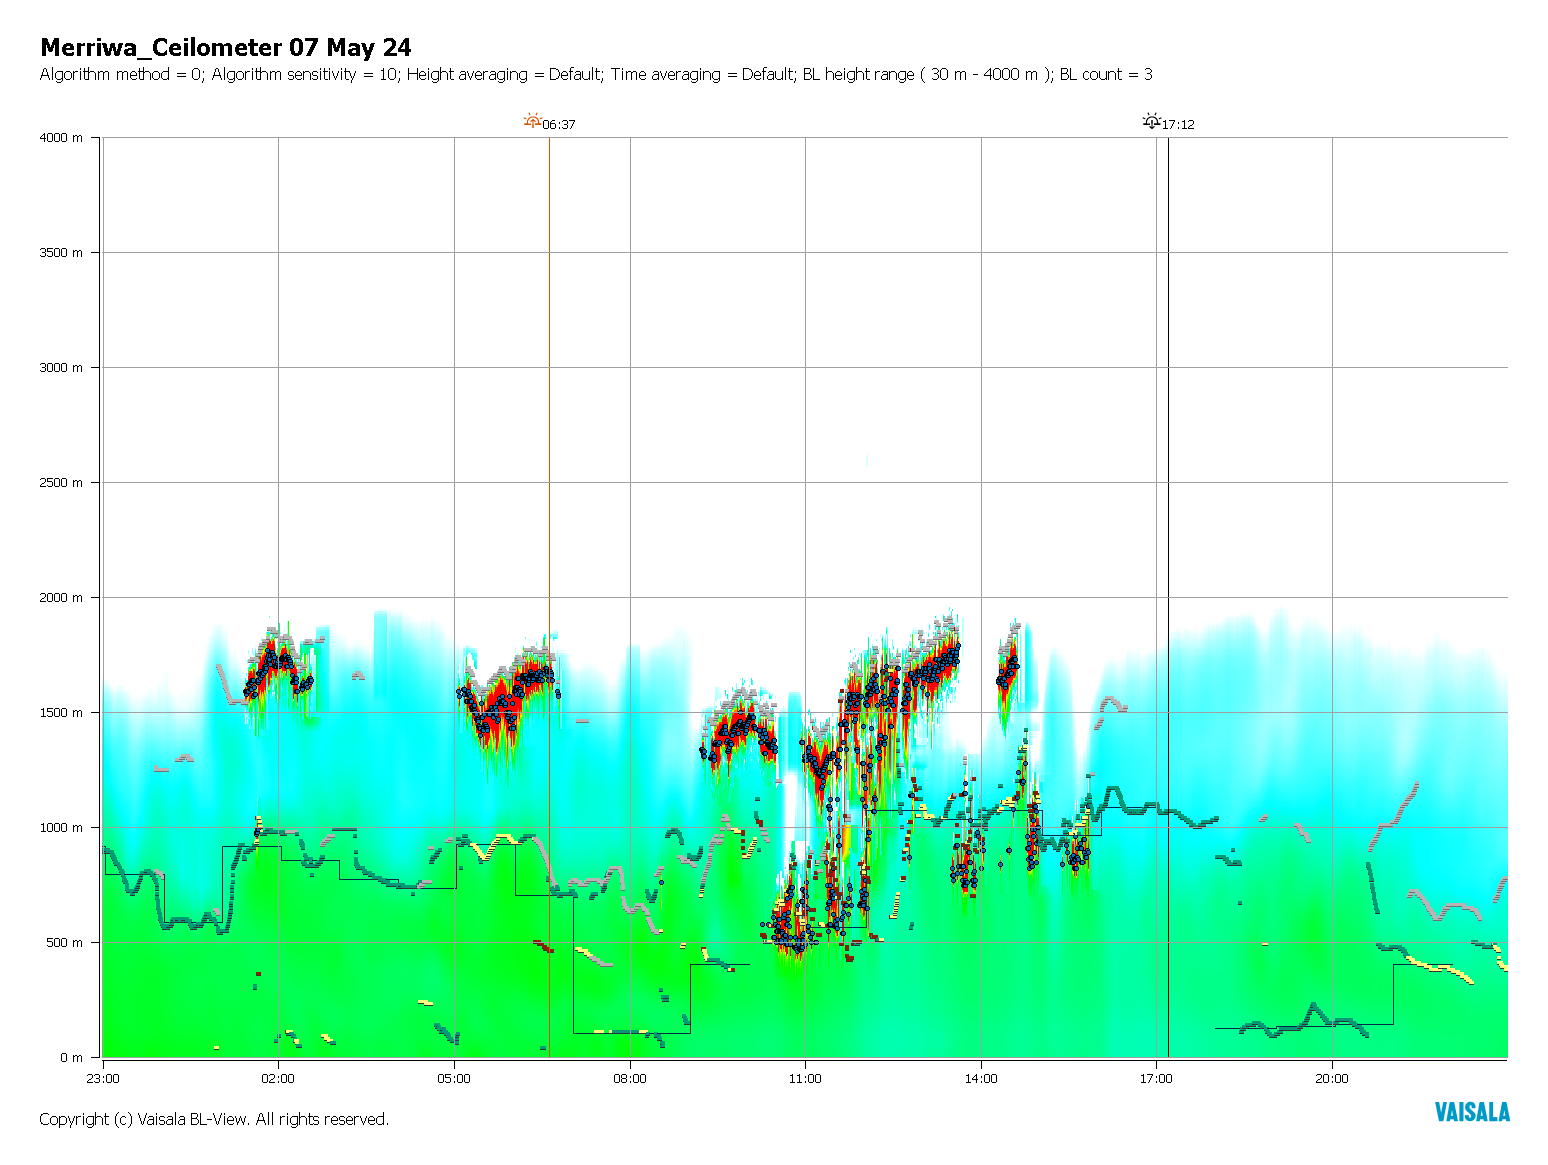 Merriwa_Ceilometer 07 May 24
Algorithm method = 0; Algorithm sensitivity = 10; Height averaging = Default; Time averaging = Default; BL height range ( 30 m - 4000 m ); BL count = 3
06:37
17:12
4000 m
3500 m
3000 m
2500 m
2000 m
1500 m
1000 m
500 m
0 m
23:00
02:00
05:00
08:00
11:00
14:00
17:00
20:00
Copyright (c) Vaisala BL-View. All rights reserved.
VAISALA